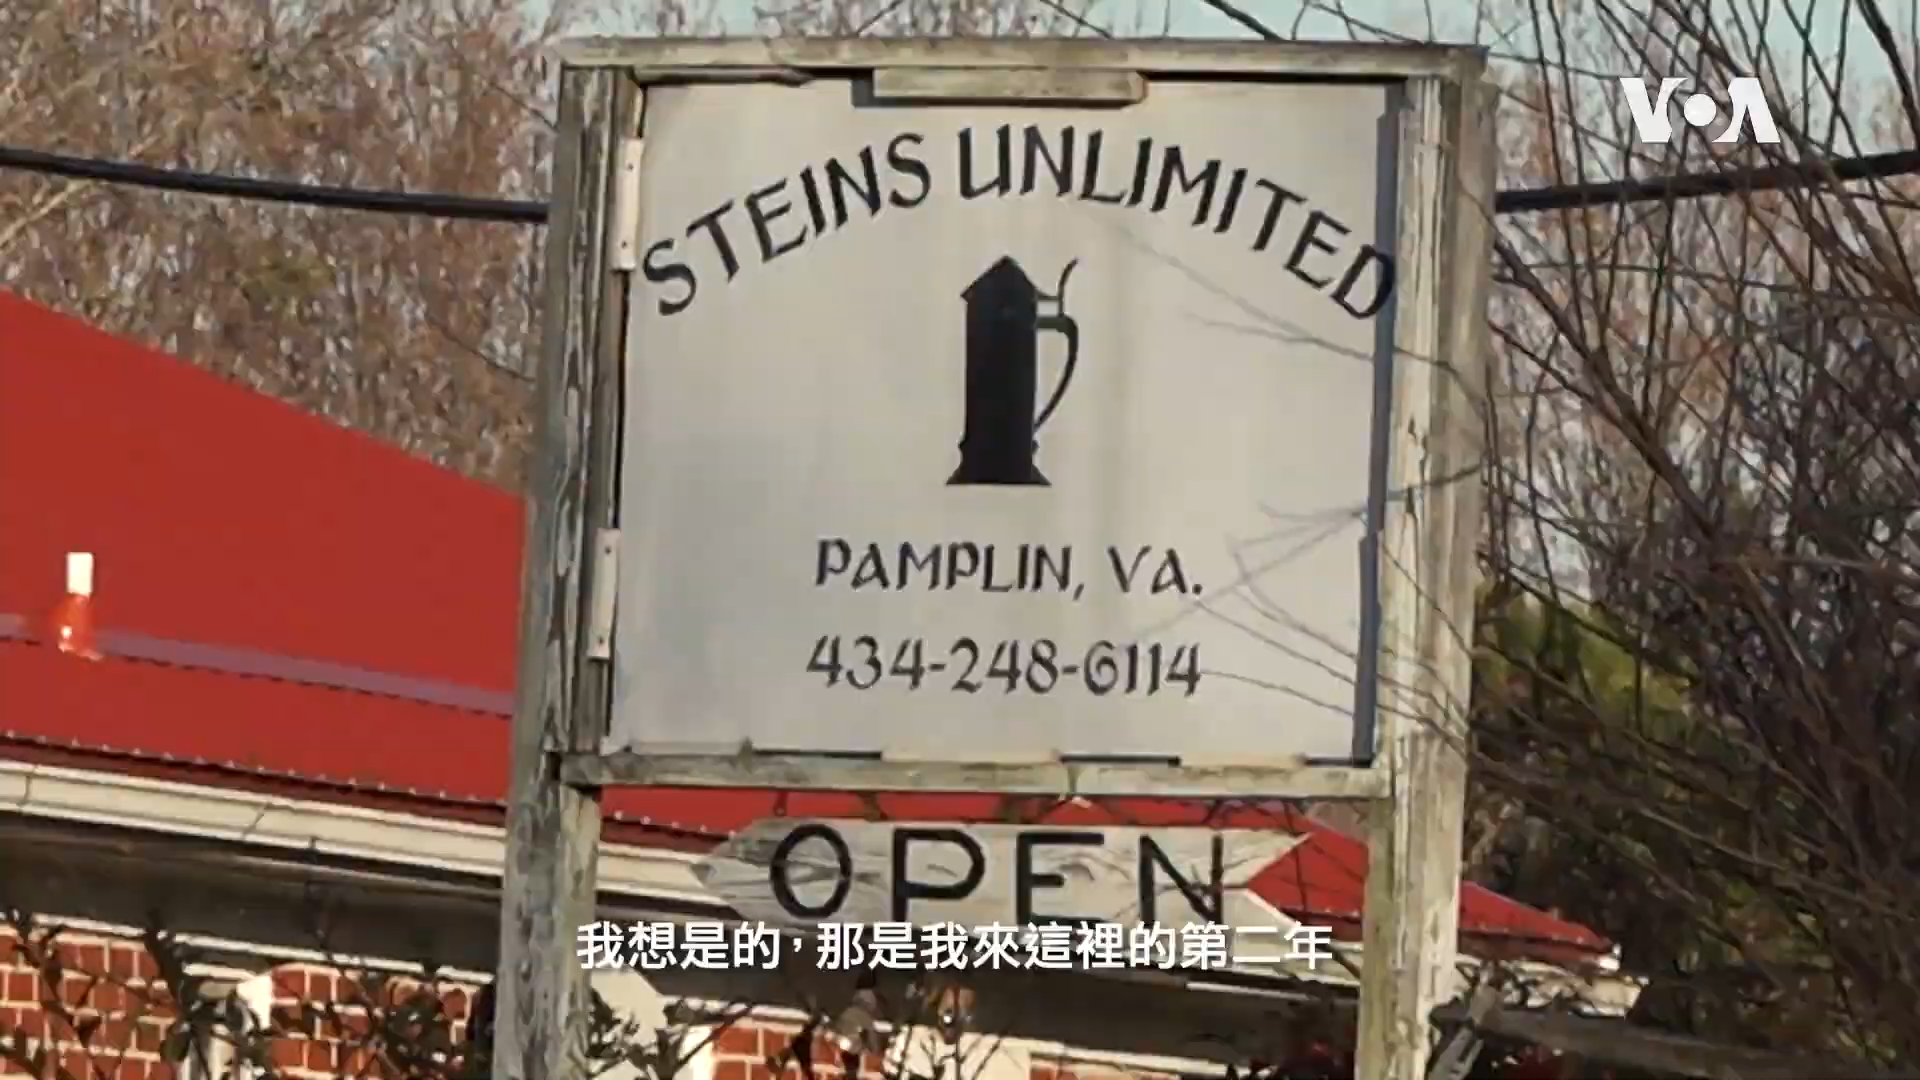 VOA
STEINS UNLIMITED
PAMPLIN, VA.
434-248-6114
OPEN
我想是的，那是我來這裡的第二年